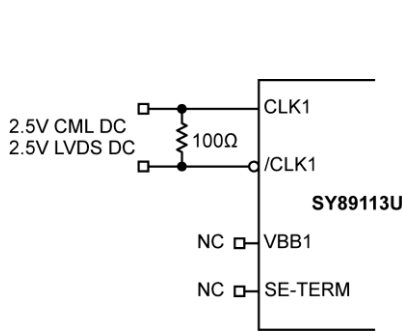 CLK1
2.5V CML DC
2.5V LVDS DC
100Ω
/CLK1
SY89113U
NC VBB1
NC SE-TERM